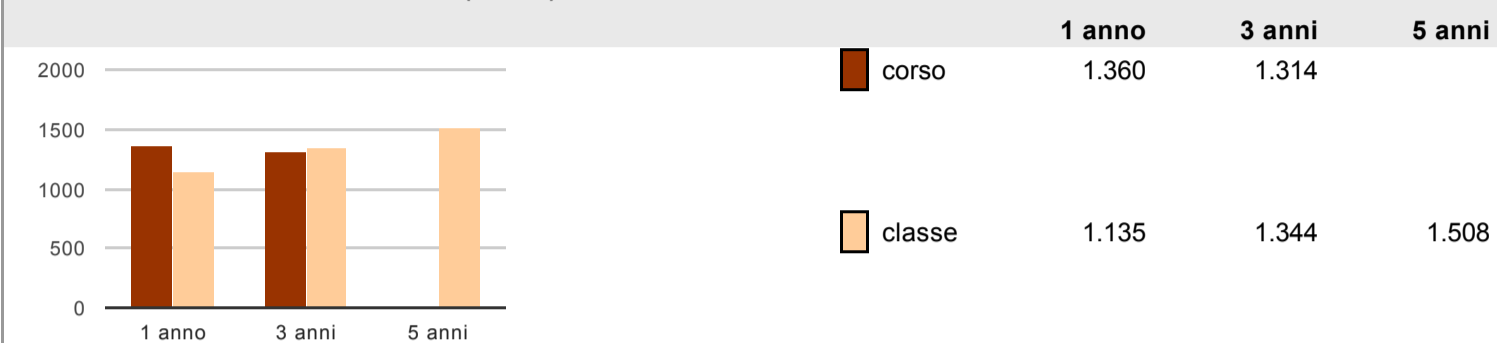 1 anno 3 anni 5 anni
2000
1500
1000
500
0
1 anno 3 anni 5 anni
corso 1.360 1.314
classe 1.135 1.344 1.508